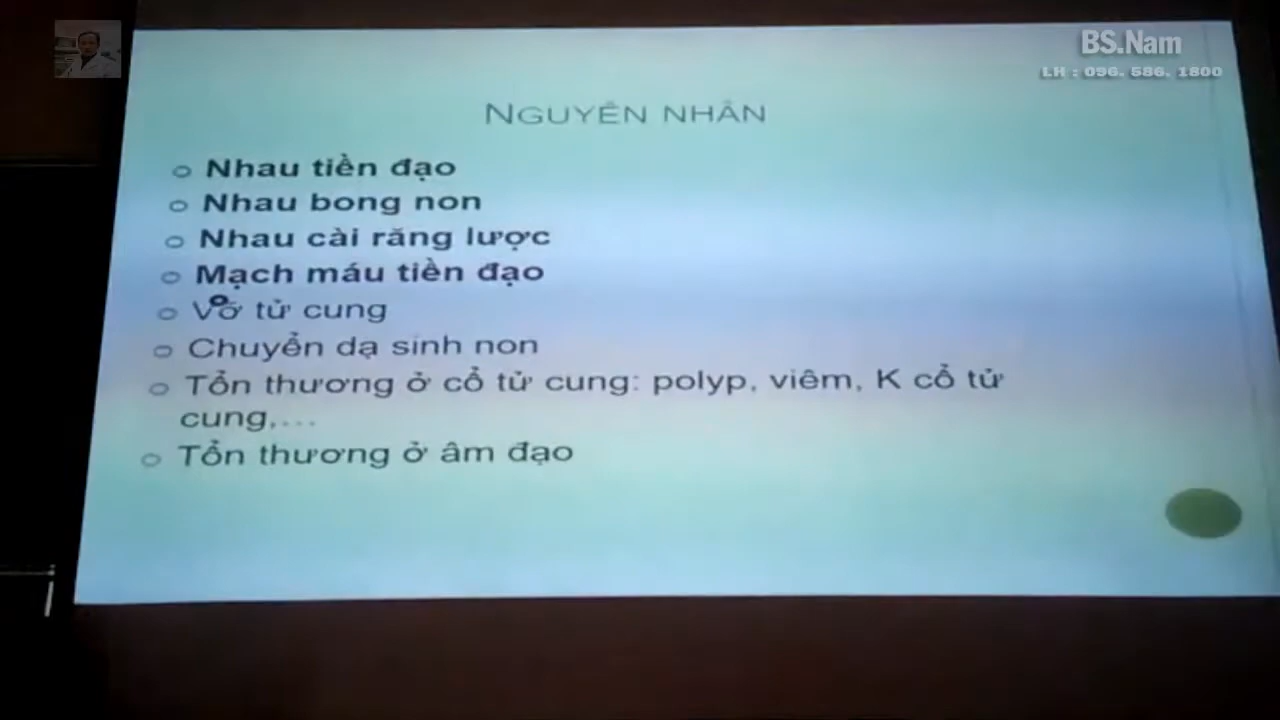 BS.Nam
LH : 096. 586. 1800
NGUYÊN NHÂN
Nhau tiền đạo
Nhau bong non
Nhau cài răng lược
Mạch máu tiền đạo
Vỡ tử cung
Chuyển dạ sinh non
Tổn thương ở cổ tử cung: polyp, viêm, K cổ tử
cung,...
Tổn thương ở âm đạo